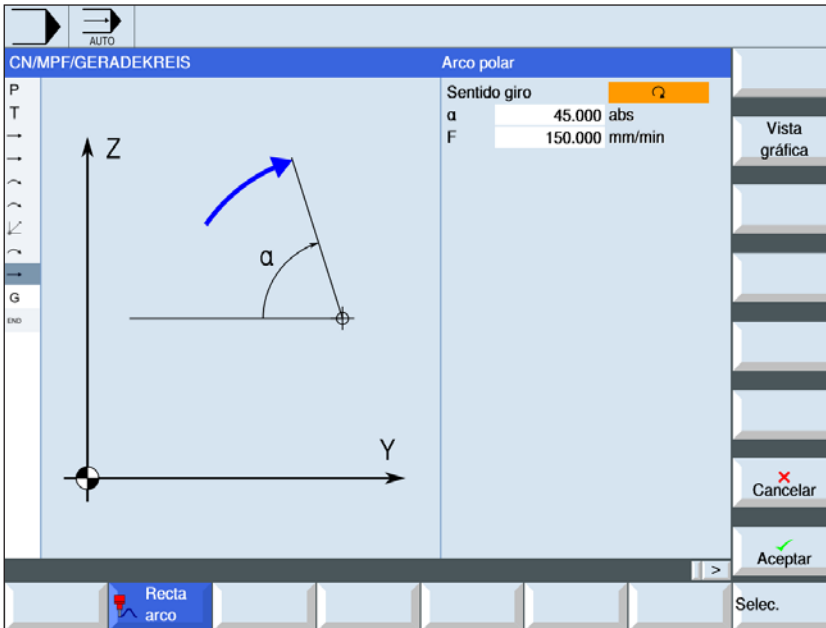 AUTO
CN/MPF/GERADEKREIS
Arco polar
P
T
G
END
Z
α
Y
Sentido giro
α 45.000 abs
F 150.000 mm/min
Vista
gráfica
Cancelar
Aceptar
>
Recta
arco
Selec.